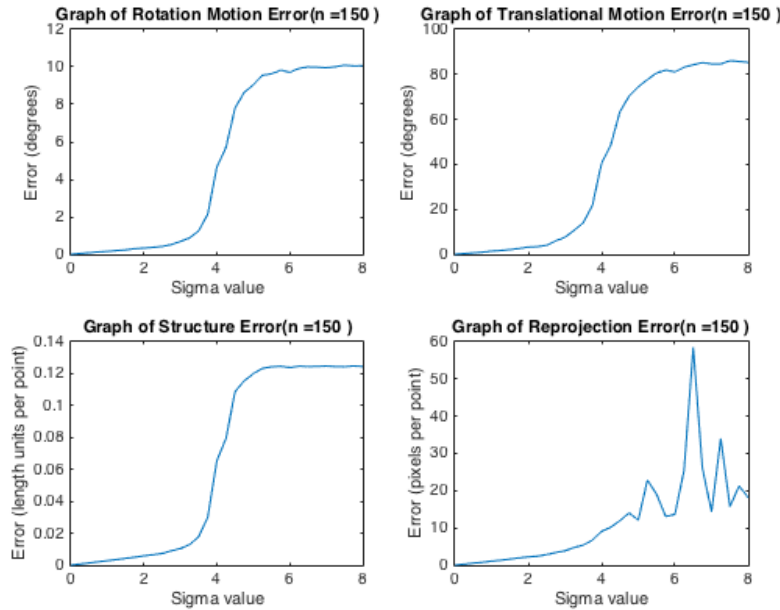 Graph of Rotation Motion Error(n =150 )
12
10
8
6
4
2
0
Error (degrees)
0 2 4 6 8
Sigma value
Graph of Translational Motion Error(n =150 )
100
80
60
40
20
0
Error (degrees)
0 2 4 6 8
Sigma value
Graph of Structure Error(n =150 )
0.14
0.12
0.1
0.08
0.06
0.04
0.02
0
Error (length units per point)
0 2 4 6 8
Sigma value
Graph of Reprojection Error(n =150 )
60
50
40
30
20
10
0
Error (pixels per point)
0 2 4 6 8
Sigma value